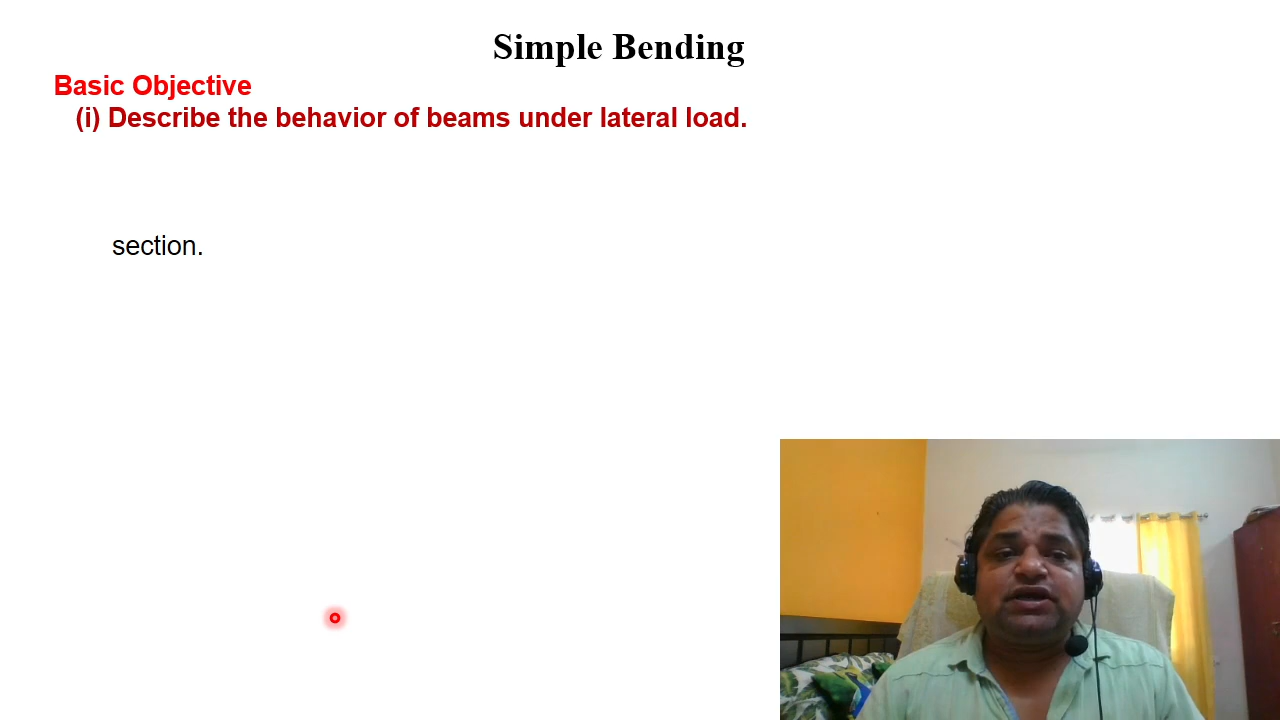 Simple Bending
Basic Objective
(i) Describe the behavior of beams under lateral load.
section.